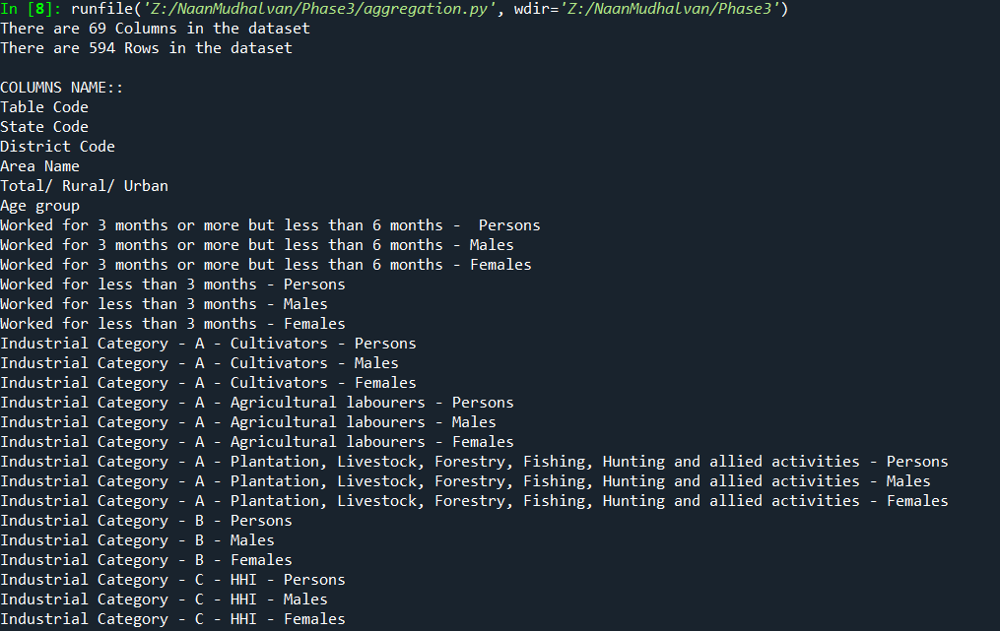 In [8]: runfile('Z:/NaanMudhalvan/Phase3/aggregation.py', wdir='Z:/NaanMudhalvan/Phase3')
There are 69 Columns in the dataset
There are 594 Rows in the dataset

COLUMNS NAME::
Table Code
State Code
District Code
Area Name
Total/ Rural/ Urban
Age group
Worked for 3 months or more but less than 6 months -  Persons
Worked for 3 months or more but less than 6 months - Males
Worked for 3 months or more but less than 6 months - Females
Worked for less than 3 months - Persons
Worked for less than 3 months - Males
Worked for less than 3 months - Females
Industrial Category - A - Cultivators - Persons
Industrial Category - A - Cultivators - Males
Industrial Category - A - Cultivators - Females
Industrial Category - A - Agricultural labourers - Persons
Industrial Category - A - Agricultural labourers - Males
Industrial Category - A - Agricultural labourers - Females
Industrial Category - A - Plantation, Livestock, Forestry, Fishing, Hunting and allied activities - Persons
Industrial Category - A - Plantation, Livestock, Forestry, Fishing, Hunting and allied activities - Males
Industrial Category - A - Plantation, Livestock, Forestry, Fishing, Hunting and allied activities - Females
Industrial Category - B - Persons
Industrial Category - B - Males
Industrial Category - B - Females
Industrial Category - C - HHI - Persons
Industrial Category - C - HHI - Males
Industrial Category - C - HHI - Females